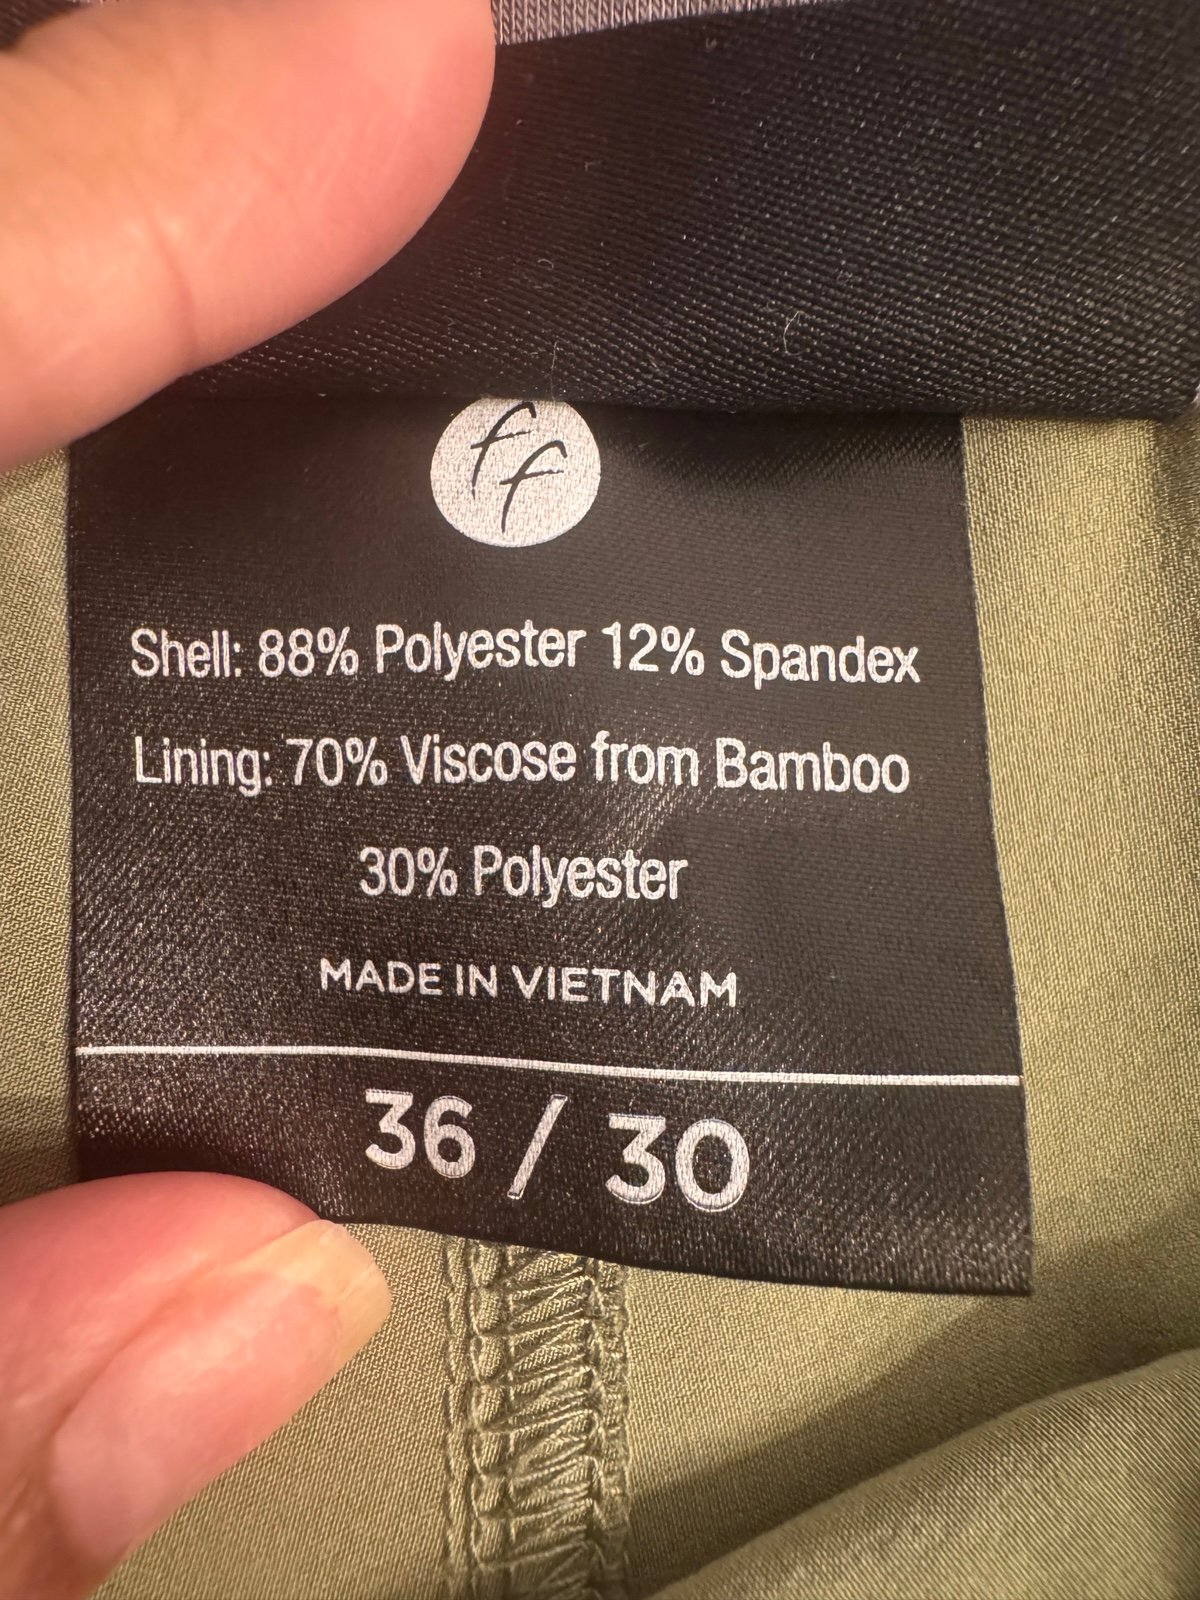 ff
Shell: 88% Polyester 12% Spandex
Lining: 70% Viscose from Bamboo
30% Polyester
MADE IN VIETNAM
36 / 30